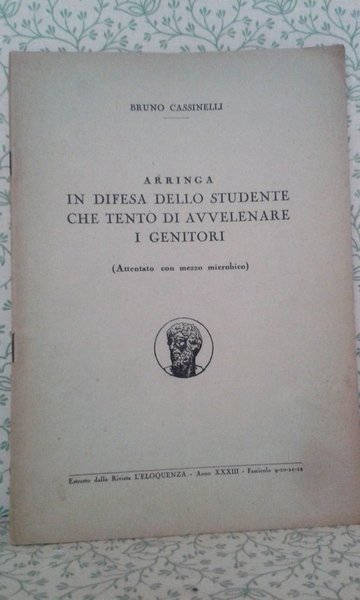 BRUNO CASSINELLI
ARRINGA
IN DIFESA DELLO STUDENTE
CHE TENTÒ DI AVVELENARE
I GENITORI
(Attentato con mezzo microbico)
Estratto dalla Rivista L'ELOQUENZA - Anno XXXIII - Fascicolo 9-10-11-12